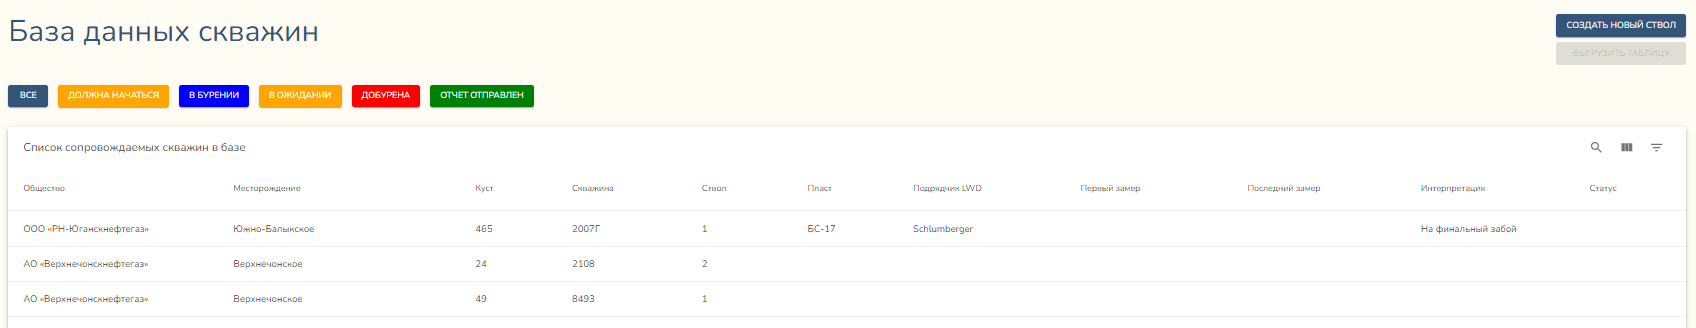 База данных скважин
СОЗДАТЬ НОВЫЙ СТВОЛ
ВЫГРУЗИТЬ ТАБЛИЦУ
ВСЕ ДОЛЖНА НАЧАТЬСЯ В БУРЕНИИ В ОЖИДАНИИ ДОБУРЕНА ОТЧЕТ ОТПРАВЛЕН
Список сопровождаемых скважин в базе
Общество Месторождение Куст Скважина Ствол Пласт Подрядчик LWD Первый замер Последний замер Интерпретация Статус
ООО «РН-Юганскнефтегаз» Южно-Балыкское 465 2007Г 1 БС-17 Schlumberger На финальный забой
АО «Верхнечонскнефтегаз» Верхнечонское 24 2108 2
АО «Верхнечонскнефтегаз» Верхнечонское 49 8493 1